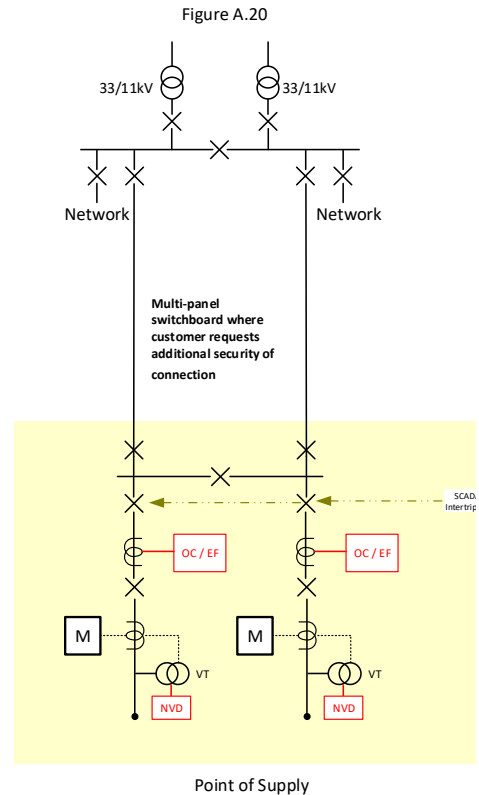 Figure A.20
33/11kV
33/11kV
Network
Network
Multi-panel
switchboard where
customer requests
additional security of
connection
SCADA
Intertrip
OC / EF
OC / EF
M
M
VT
VT
NVD
NVD
Point of Supply